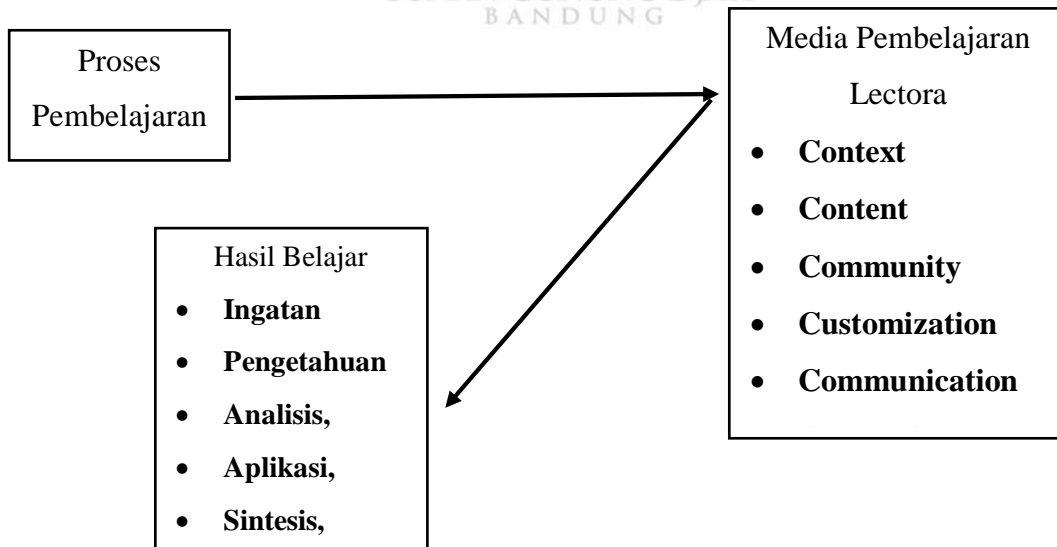 BANDUNG
Proses
Pembelajaran
Media Pembelajaran
Lectora
• Context
• Content
• Community
• Customization
• Communication
Hasil Belajar
• Ingatan
• Pengetahuan
• Analisis,
• Aplikasi,
• Sintesis,